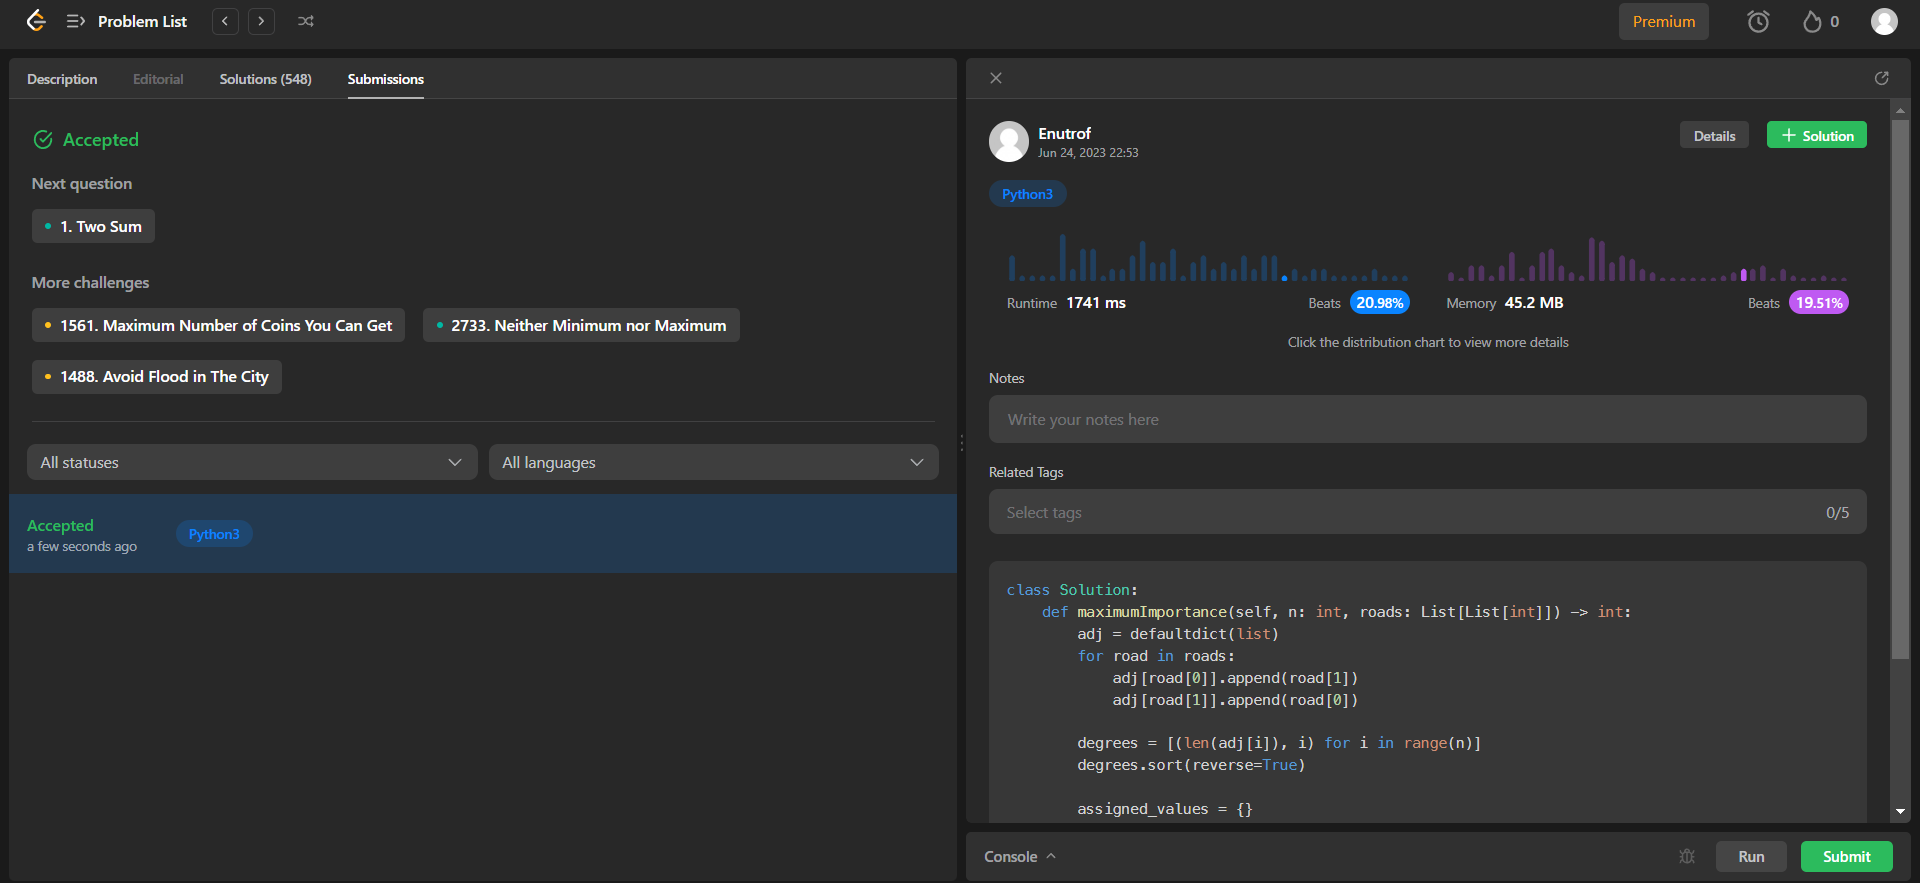 Problem List
Premium
0
Description
Editorial
Solutions (548)
Submissions
Accepted
Next question
1. Two Sum
More challenges
1561. Maximum Number of Coins You Can Get
2733. Neither Minimum nor Maximum
1488. Avoid Flood in The City
All statuses
All languages
Accepted
a few seconds ago
Python3
Enutrof
Jun 24, 2023 22:53
Details
Solution
Python3
Runtime 1741 ms
Beats 20.98%
Memory 45.2 MB
Beats 19.51%
Click the distribution chart to view more details
Notes
Write your notes here
Related Tags
Select tags
0/5
class Solution:
    def maximumImportance(self, n: int, roads: List[List[int]]) -> int:
        adj = defaultdict(list)
        for road in roads:
            adj[road[0]].append(road[1])
            adj[road[1]].append(road[0])
        degrees = [(len(adj[i]), i) for i in range(n)]
        degrees.sort(reverse=True)
        assigned_values = {}
Console
Run
Submit